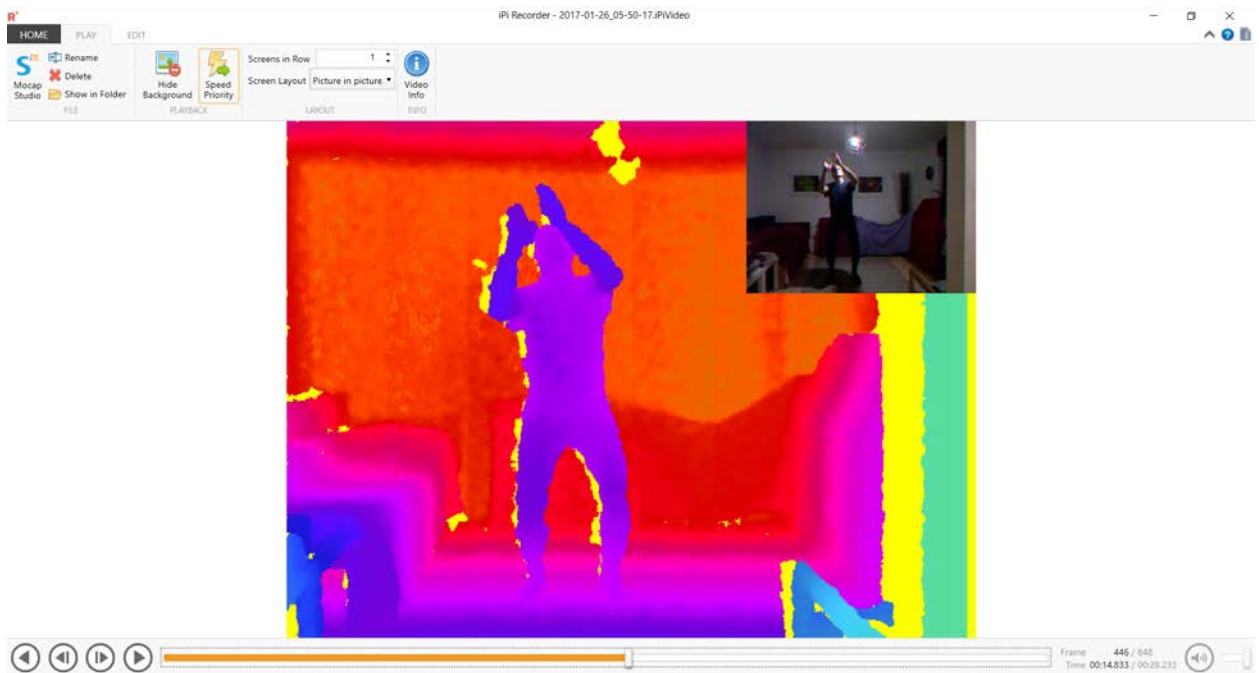 R'
iPi Recorder - 2017-01-26_05-50-17.iPiVideo
HOME PLAY EDIT
Mocap Studio
Rename
Delete
Show in Folder
FILE
Hide Background
Speed Priority
PLAYBACK
Screens in Row 1
Screen Layout Picture in picture
LAYOUT
Video Info
INFO
Frame 446 / 848
Time 00:14.833 / 00:28.233